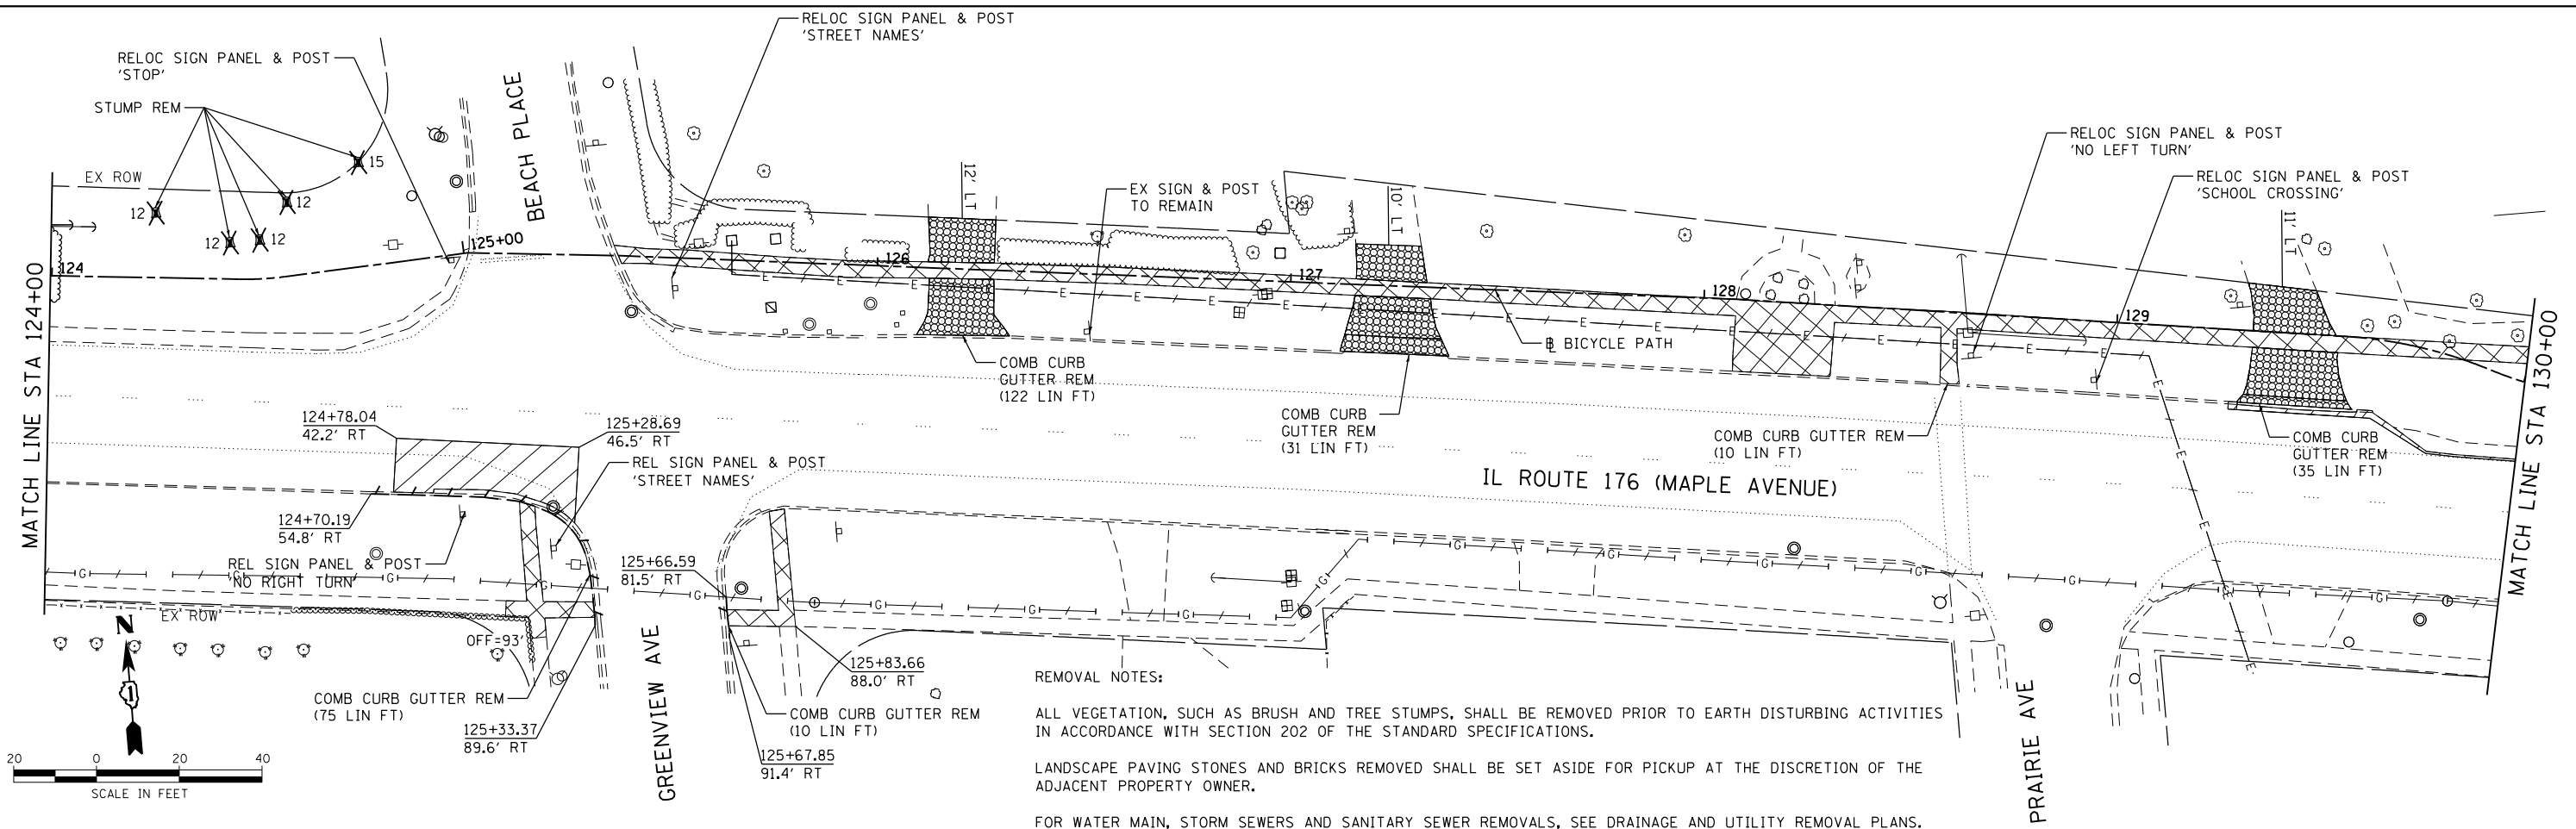 RELOC SIGN PANEL & POST
'STREET NAMES'
RELOC SIGN PANEL & POST
'STOP'
STUMP REM
BEACH PLACE
RELOC SIGN PANEL & POST
'NO LEFT TURN'
RELOC SIGN PANEL & POST
'SCHOOL CROSSING'
EX ROW
15
12
12
12
12
12' LT
EX SIGN & POST
TO REMAIN
10' LT
11' LT
MATCH LINE STA 124+00
124
125+00
126
127
128
129
MATCH LINE STA 130+00
E E E E E E E E E E E E E E E E E E E E E E
℄ BICYCLE PATH
COMB CURB
GUTTER REM
(122 LIN FT)
COMB CURB
GUTTER REM
(31 LIN FT)
COMB CURB GUTTER REM
(10 LIN FT)
COMB CURB
GUTTER REM
(35 LIN FT)
124+78.04
42.2' RT
125+28.69
46.5' RT
REL SIGN PANEL & POST
'STREET NAMES'
IL ROUTE 176 (MAPLE AVENUE)
124+70.19
54.8' RT
REL SIGN PANEL & POST
'NO RIGHT TURN'
125+66.59
81.5' RT
G G G G G G G G G G G G G G G G G G
EX ROW
OFF=93'
N
1
COMB CURB GUTTER REM
(75 LIN FT)
125+33.37
89.6' RT
GREENVIEW AVE
125+83.66
88.0' RT
COMB CURB GUTTER REM
(10 LIN FT)
125+67.85
91.4' RT
PRAIRIE AVE
20 0 20 40
SCALE IN FEET
REMOVAL NOTES:
ALL VEGETATION, SUCH AS BRUSH AND TREE STUMPS, SHALL BE REMOVED PRIOR TO EARTH DISTURBING ACTIVITIES
IN ACCORDANCE WITH SECTION 202 OF THE STANDARD SPECIFICATIONS.
LANDSCAPE PAVING STONES AND BRICKS REMOVED SHALL BE SET ASIDE FOR PICKUP AT THE DISCRETION OF THE
ADJACENT PROPERTY OWNER.
FOR WATER MAIN, STORM SEWERS AND SANITARY SEWER REMOVALS, SEE DRAINAGE AND UTILITY REMOVAL PLANS.